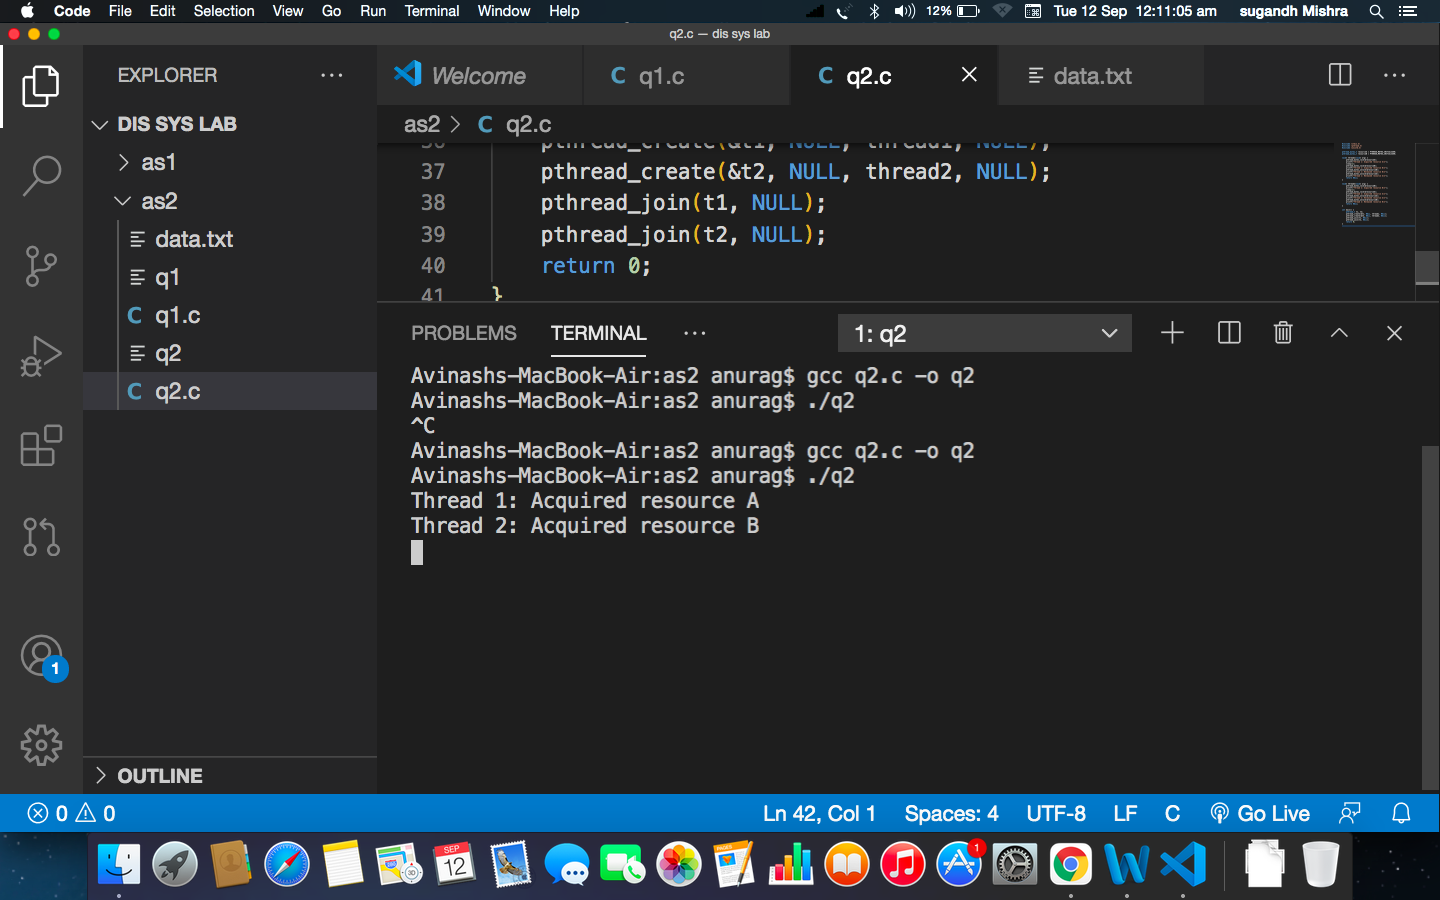 Code File Edit Selection View Go Run Terminal Window Help 12% Tue 12 Sep 12:11:05 am sugandh Mishra
q2.c — dis sys lab
EXPLORER
Welcome
C q1.c
C q2.c
data.txt
DIS SYS LAB
as1
as2
data.txt
q1
C q1.c
q2
C q2.c
OUTLINE
as2 > C q2.c
36 pthread_create(&t1, NULL, thread1, NULL);
37 pthread_create(&t2, NULL, thread2, NULL);
38 pthread_join(t1, NULL);
39 pthread_join(t2, NULL);
40 return 0;
41 }
PROBLEMS TERMINAL 1: q2
Avinashs-MacBook-Air:as2 anurag$ gcc q2.c -o q2
Avinashs-MacBook-Air:as2 anurag$ ./q2
^C
Avinashs-MacBook-Air:as2 anurag$ gcc q2.c -o q2
Avinashs-MacBook-Air:as2 anurag$ ./q2
Thread 1: Acquired resource A
Thread 2: Acquired resource B
1
0 0 Ln 42, Col 1 Spaces: 4 UTF-8 LF C Go Live
SEP
12
PAGES
1